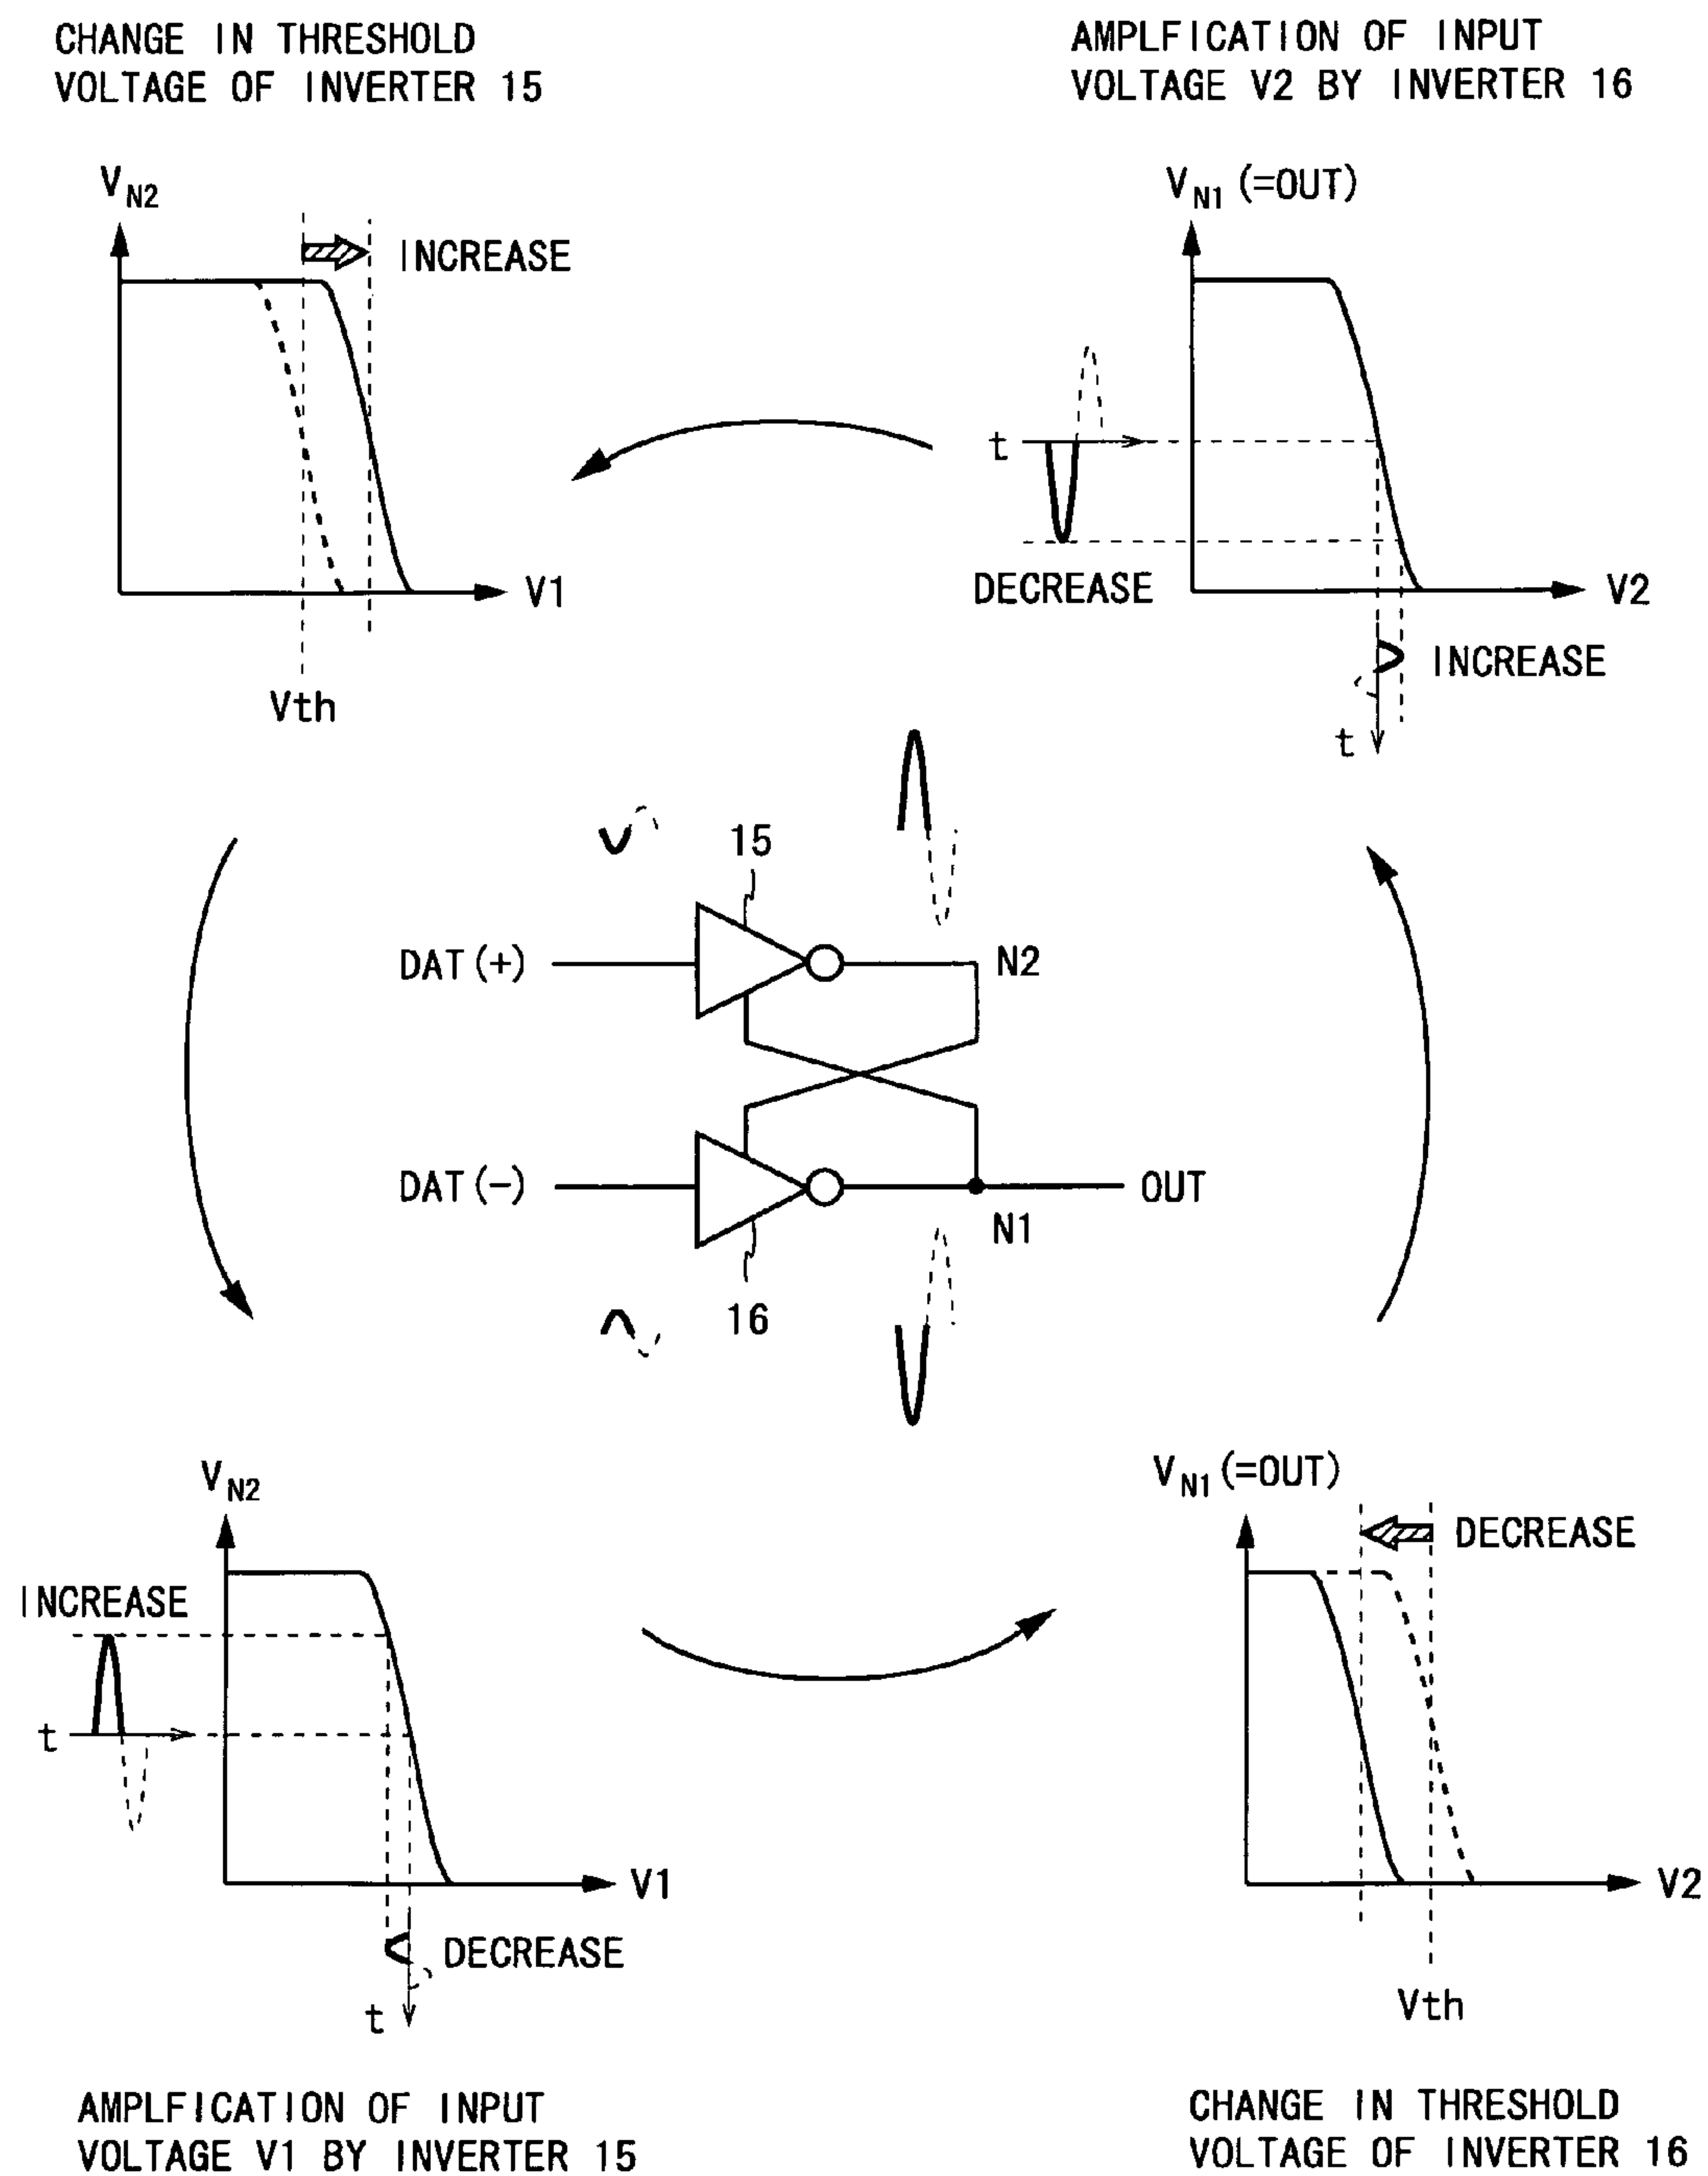 CHANGE IN THRESHOLD
VOLTAGE OF INVERTER 15
AMPLFICATION OF INPUT
VOLTAGE V2 BY INVERTER 16
VN2
INCREASE
V1
Vth
VN1 (=OUT)
t
DECREASE
V2
INCREASE
t
15
DAT(+)
N2
DAT(-)
OUT
N1
16
VN2
INCREASE
t
V1
DECREASE
t
VN1 (=OUT)
DECREASE
V2
Vth
AMPLFICATION OF INPUT
VOLTAGE V1 BY INVERTER 15
CHANGE IN THRESHOLD
VOLTAGE OF INVERTER 16